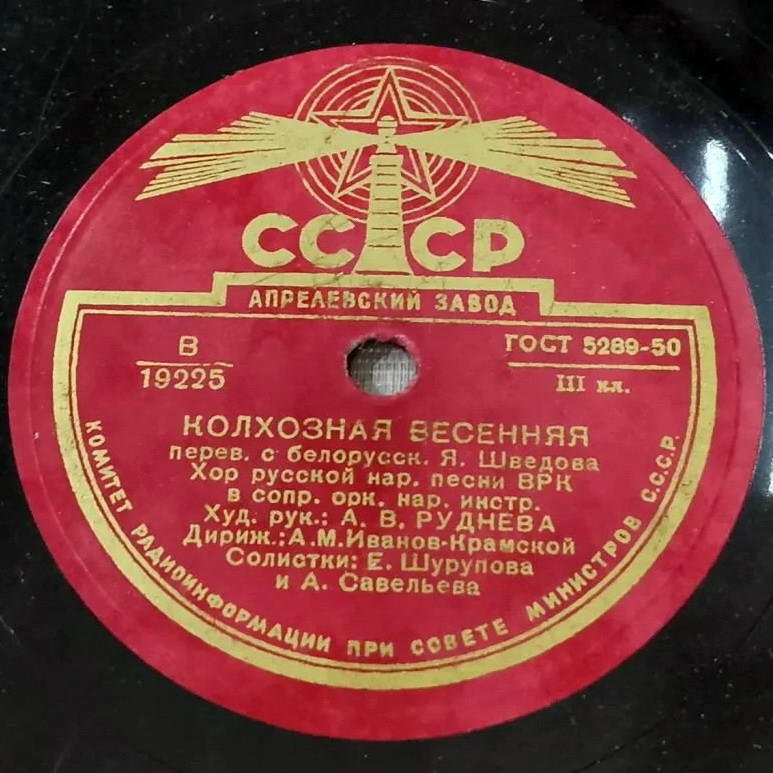 СССР
АПРЕЛЕВСКИЙ ЗАВОД
В
19225
ГОСТ 5289-50
III кл.
КОЛХОЗНАЯ ВЕСЕННЯЯ
перев. с белорусск. Я. Шведова
Хор русской нар. песни ВРК
в сопр. орк. нар. инстр.
Худ. рук.: А. В. РУДНЕВА
Дириж.: А.М.Иванов-Крамской
Солистки: Е. Шурупова
и А. Савельева
КОМИТЕТ РАДИОИНФОРМАЦИИ ПРИ СОВЕТЕ МИНИСТРОВ С.С.С.Р.